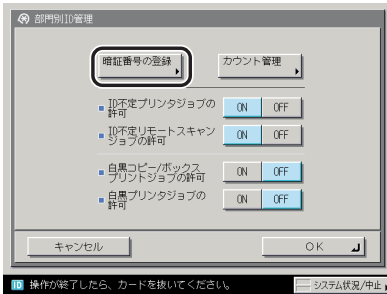 部門別ID管理
暗証番号の登録
カウント管理
ID不定プリンタジョブの
許可
ON OFF
ID不定リモートスキャン
ジョブの許可
ON OFF
白黒コピー/ボックス
プリントジョブの許可
ON OFF
白黒プリンタジョブの
許可
ON OFF
キャンセル
OK
ID 操作が終了したら、カードを抜いてください。
システム状況/中止